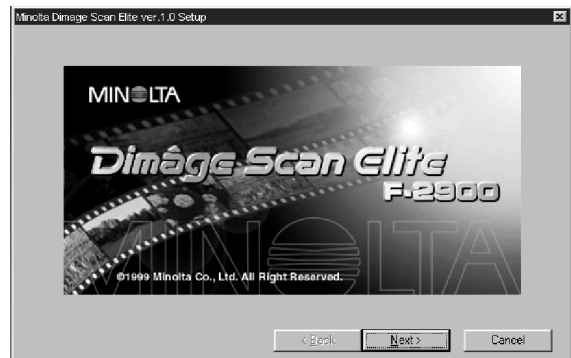 Minolta Dimage Scan Elite ver.1.0 Setup
MINOLTA
Dimâge Scan Elite
F-2900
MINOLTA
©1999 Minolta Co., Ltd. All Right Reserved.
< Back
Next >
Cancel